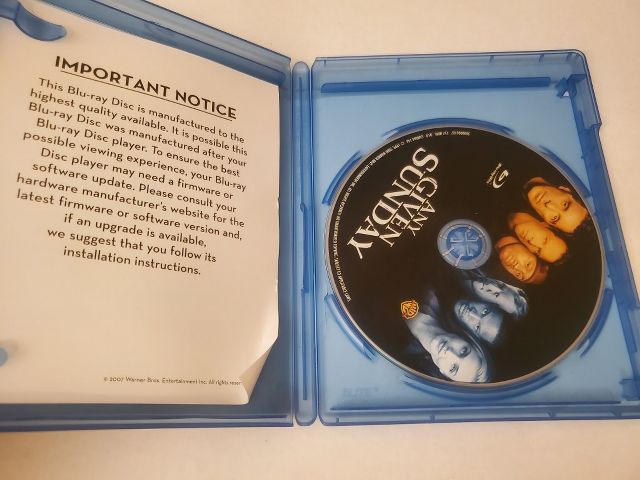 IMPORTANT NOTICE
This Blu-ray Disc is manufactured to the
highest quality available. It is possible this
Blu-ray Disc was manufactured after your
Blu-ray Disc player. To ensure the best
possible viewing experience, your Blu-ray
Disc player may need a firmware or
software update. Please consult your
hardware manufacturer's website for the
latest firmware or software version and,
if an upgrade is available,
we suggest that you follow its
installation instructions.
© 2007 Warner Bros. Entertainment Inc. All rights reser
ANY
GIVEN
SUNDAY
ELITE